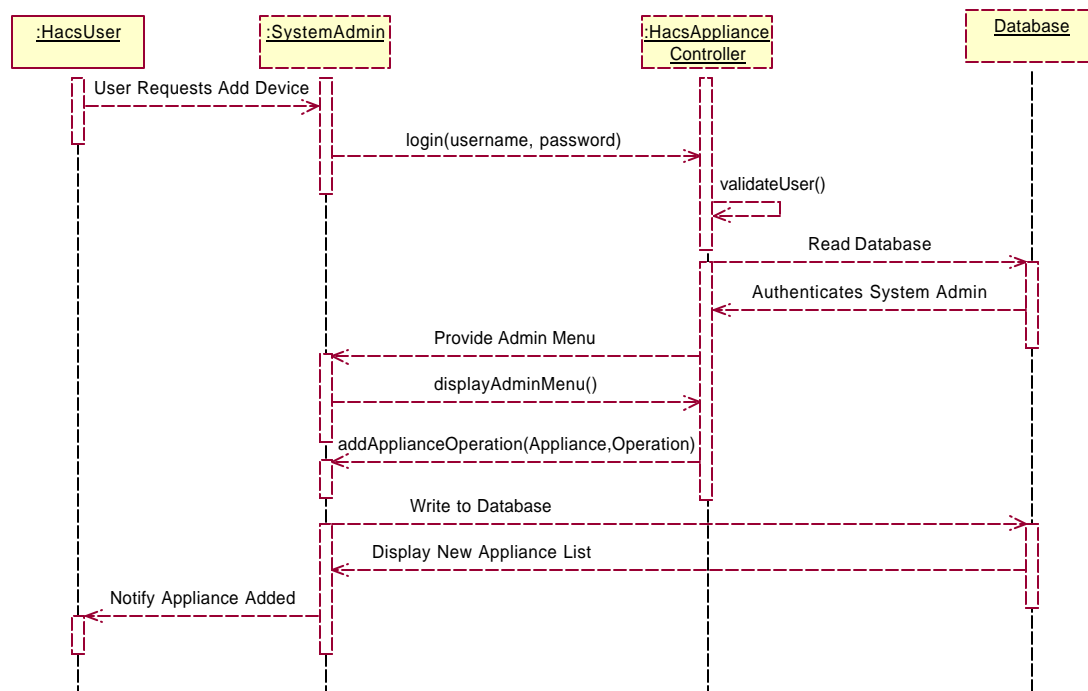 :HacsUser
:SystemAdmin
:HacsAppliance
Controller
Database
User Requests Add Device
login(username, password)
validateUser()
Read Database
Authenticates System Admin
Provide Admin Menu
displayAdminMenu()
addApplianceOperation(Appliance,Operation)
Write to Database
Display New Appliance List
Notify Appliance Added